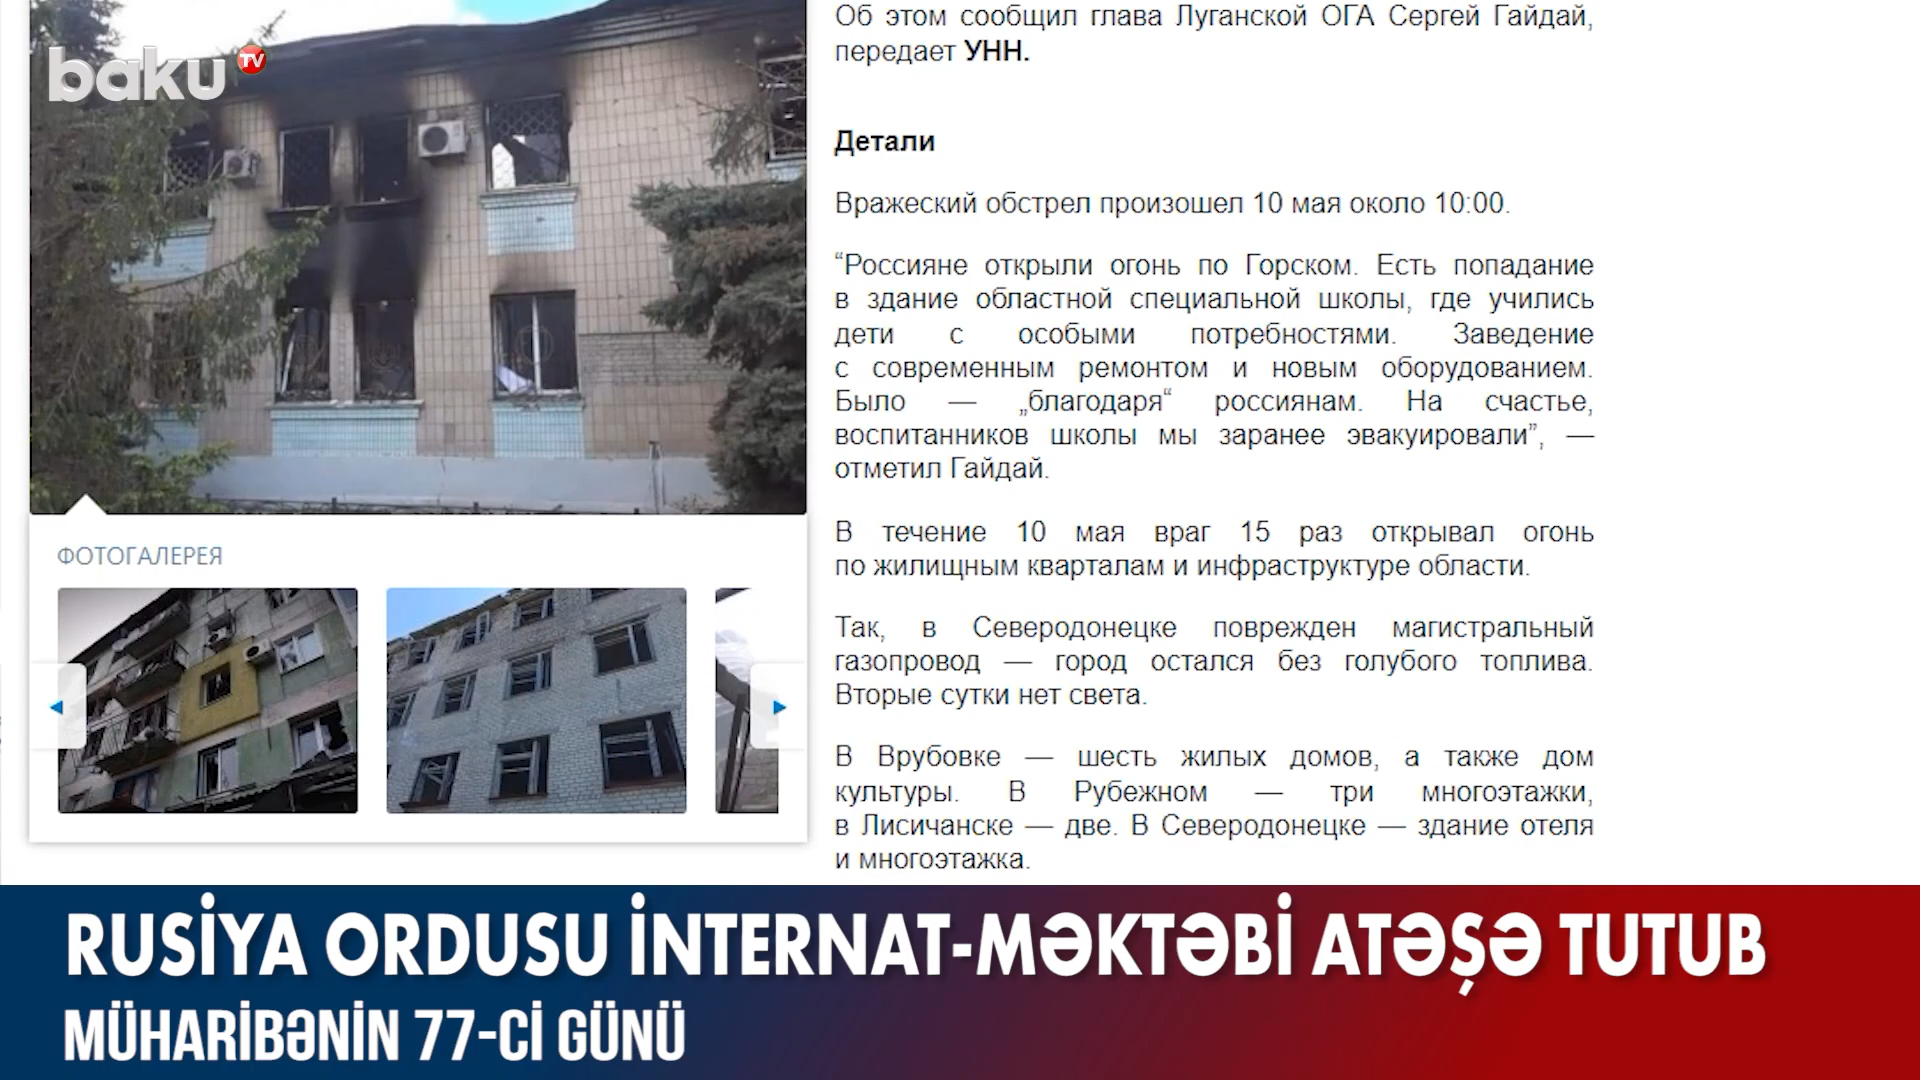 baku TV
Об этом сообщил глава Луганской ОГА Сергей Гайдай,
передает УНН.
Детали
Вражеский обстрел произошел 10 мая около 10:00.
“Россияне открыли огонь по Горском. Есть попадание
в здание областной специальной школы, где учились
дети с особыми потребностями. Заведение
с современным ремонтом и новым оборудованием.
Было — „благодаря“ россиянам. На счастье,
воспитанников школы мы заранее эвакуировали”, —
отметил Гайдай.
В течение 10 мая враг 15 раз открывал огонь
по жилищным кварталам и инфраструктуре области.
Так, в Северодонецке поврежден магистральный
газопровод — город остался без голубого топлива.
Вторые сутки нет света.
В Врубовке — шесть жилых домов, а также дом
культуры. В Рубежном — три многоэтажки,
в Лисичанске — две. В Северодонецке — здание отеля
и многоэтажка.
ФОТОГАЛЕРЕЯ
RUSİYA ORDUSU İNTERNAT-MƏKTƏBİ ATƏŞƏ TUTUB
MÜHARİBƏNİN 77-Cİ GÜNÜ